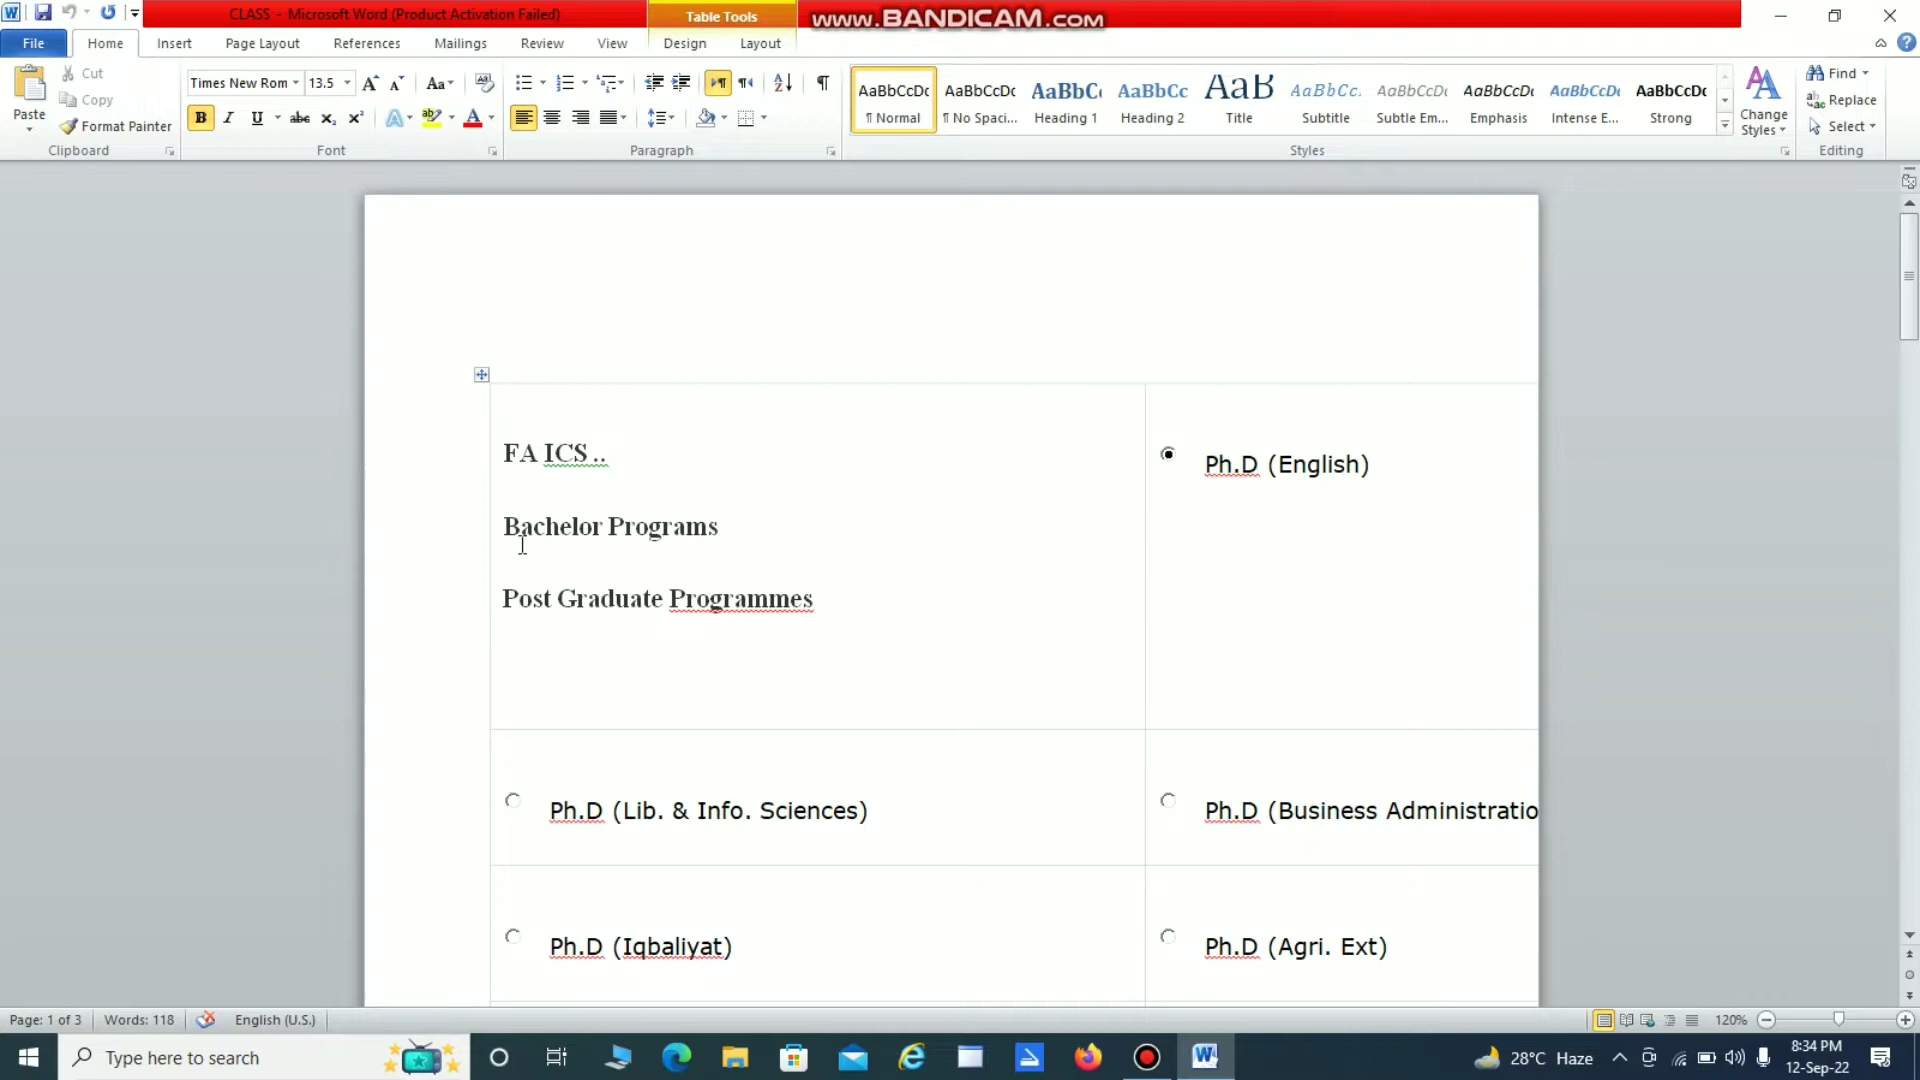 CLASS - Microsoft Word (Product Activation Failed)
Table Tools
www.BANDICAM.com
File
Home
Insert
Page Layout
References
Mailings
Review
View
Design
Layout
Paste
Cut
Copy
Format Painter
Clipboard
Times New Rom
13.5
Aa
B I U abc x₂ x²
Font
Paragraph
AaBbCcDc
¶ Normal
AaBbCcDc
¶ No Spaci...
AaBbC
Heading 1
AaBbCc
Heading 2
AaB
Title
AaBbCc.
Subtitle
AaBbCcDc
Subtle Em...
AaBbCcDc
Emphasis
AaBbCcDc
Intense E...
AaBbCcDc
Strong
Change
Styles
Styles
Find
Replace
Select
Editing
FA ICS ..
Bachelor Programs
Post Graduate Programmes
Ph.D (English)
Ph.D (Lib. & Info. Sciences)
Ph.D (Business Administratio
Ph.D (Iqbaliyat)
Ph.D (Agri. Ext)
Page: 1 of 3
Words: 118
English (U.S.)
120%
Type here to search
28°C Haze
8:34 PM
12-Sep-22